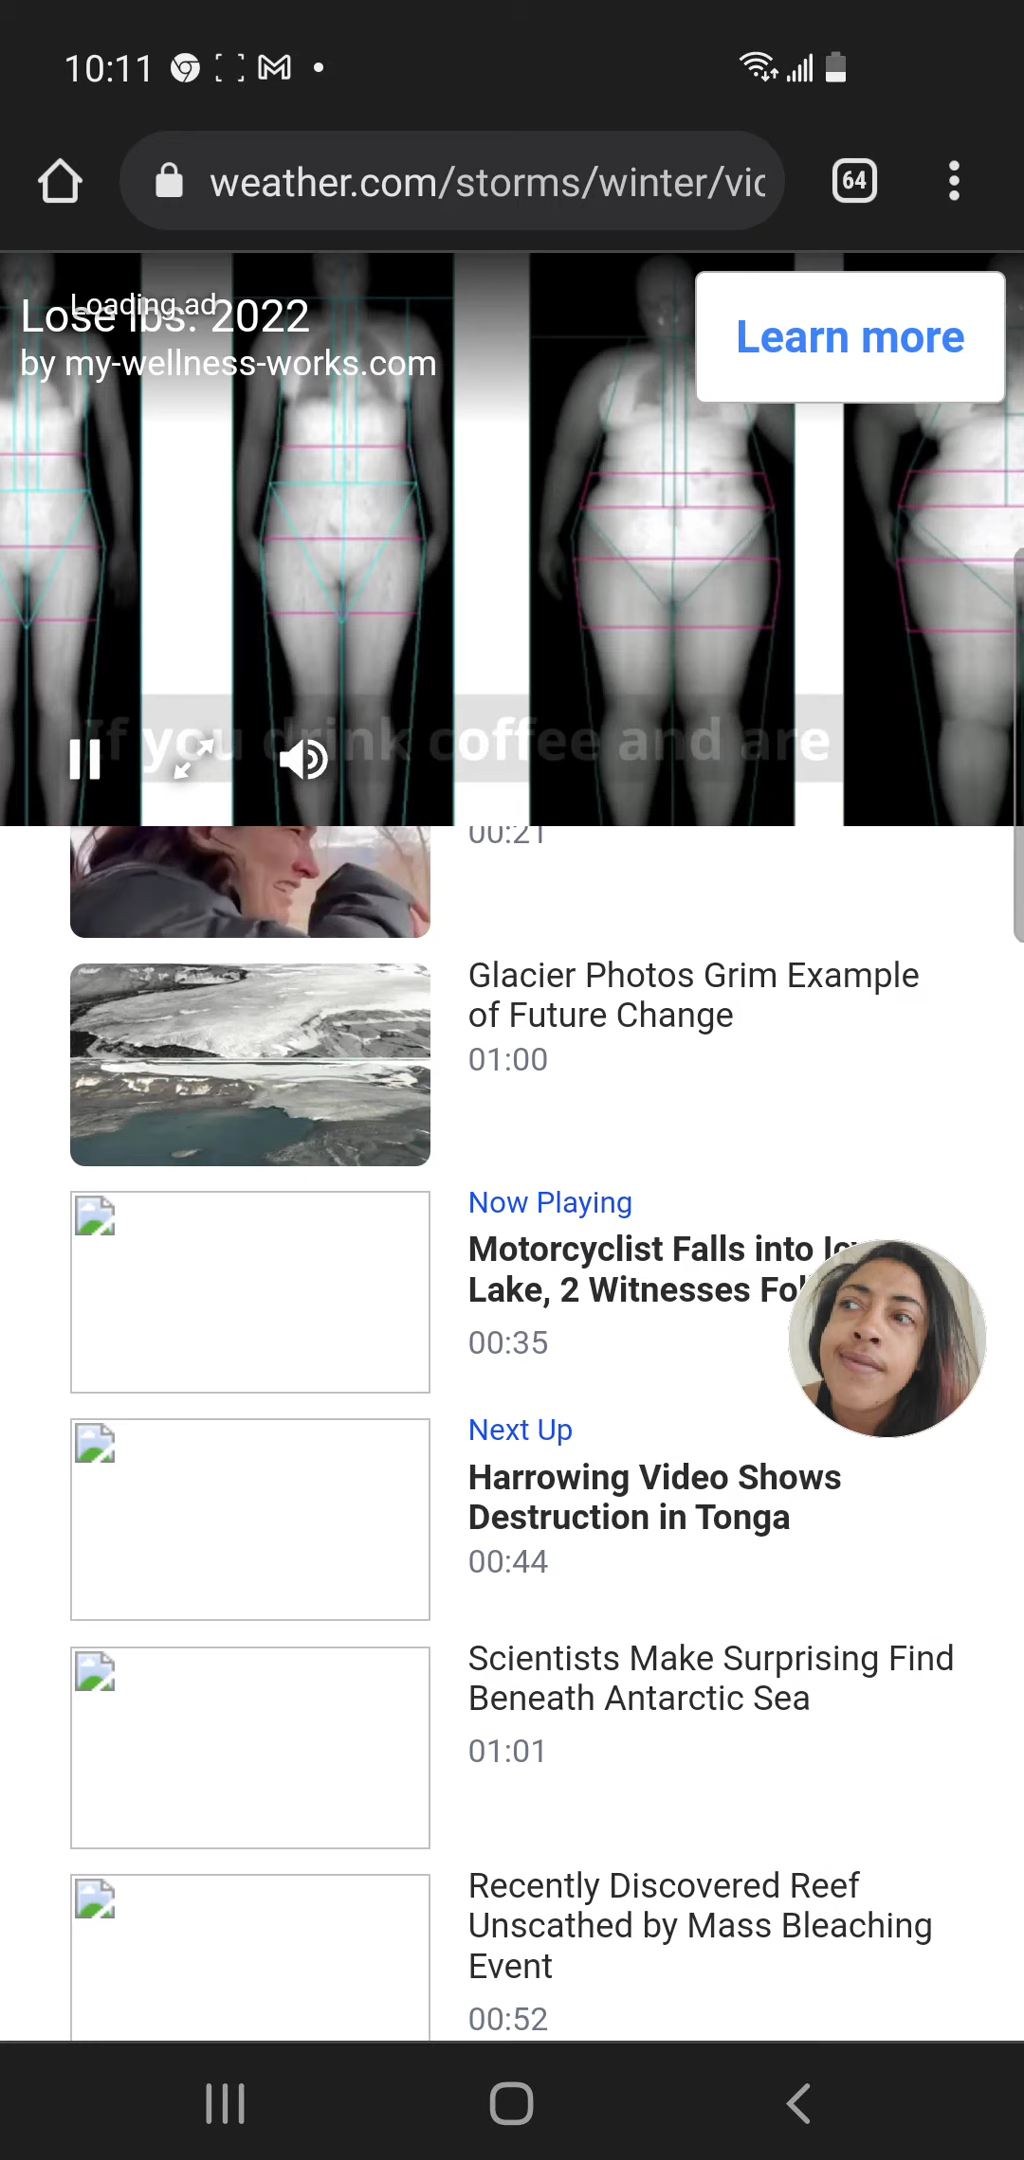 10:11
weather.com/storms/winter/vic
64
Loading ad
Lose lbs. 2022
by my-wellness-works.com
Learn more
If you drink coffee and are
00:21
Glacier Photos Grim Example
of Future Change
01:00
Now Playing
Motorcyclist Falls into
Lake, 2 Witnesses
00:35
Next Up
Harrowing Video Shows
Destruction in Tonga
00:44
Scientists Make Surprising Find
Beneath Antarctic Sea
01:01
Recently Discovered Reef
Unscathed by Mass Bleaching
Event
00:52